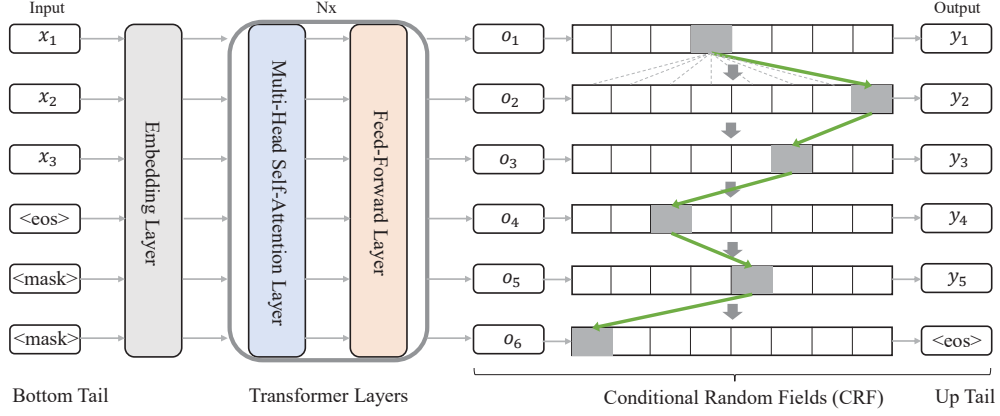 Input Nx Output
x₁ o₁ y₁
x₂ o₂ y₂
x₃ o₃ y₃
<eos> o₄ y₄
<mask> o₅ y₅
<mask> o₆ <eos>
Embedding Layer
Multi-Head Self-Attention Layer
Feed-Forward Layer
Bottom Tail Transformer Layers Conditional Random Fields (CRF) Up Tail